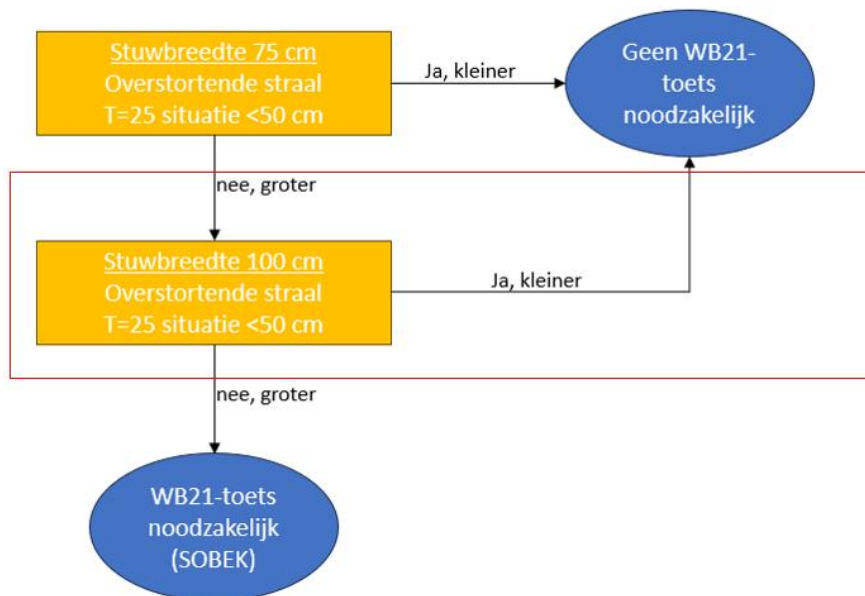 Stuwbreedte 75 cm
Overstortende straal
T=25 situatie <50 cm
Ja, kleiner
Geen WB21-
toets
noodzakelijk
nee, groter
Stuwbreedte 100 cm
Overstortende straal
T=25 situatie <50 cm
Ja, kleiner
nee, groter
WB21-toets
noodzakelijk
(SOBEK)